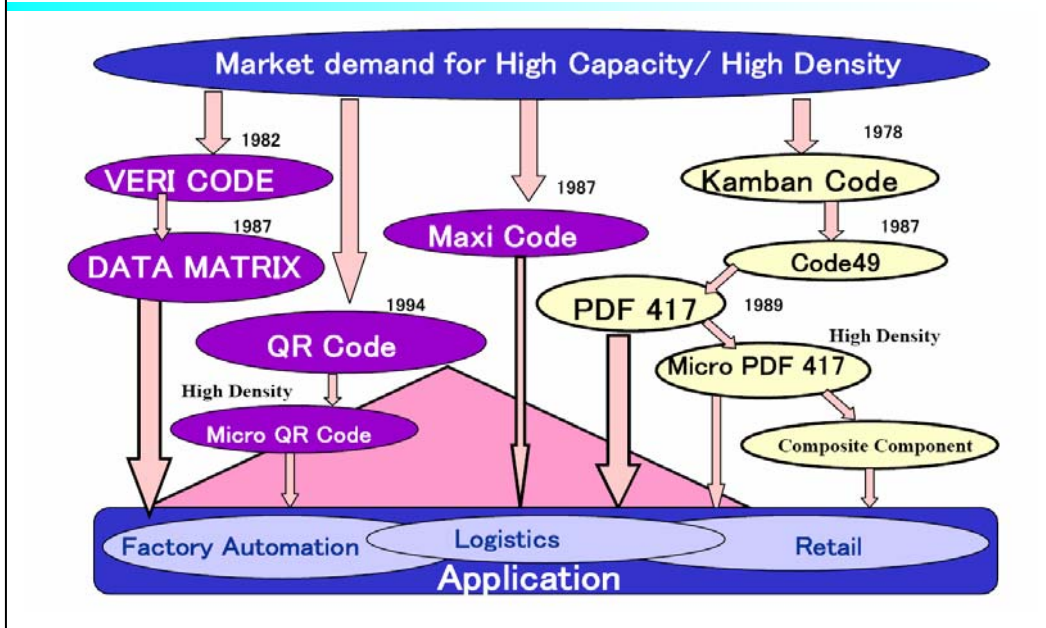 Market demand for High Capacity/ High Density
1982
1978
VERI CODE
Kamban Code
1987
1987
1987
Maxi Code
DATA MATRIX
Code49
1994
PDF 417
1989
QR Code
High Density
Micro PDF 417
High Density
Micro QR Code
Composite Component
Factory Automation
Logistics
Retail
Application